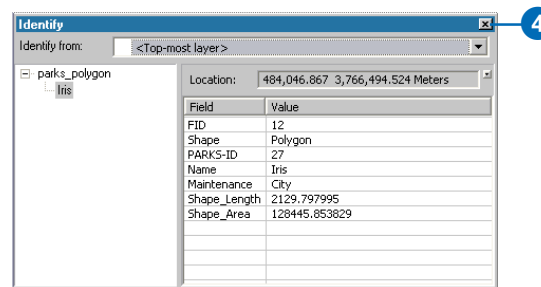 Identify
4
Identify from: <Top-most layer>
parks_polygon
Iris
Location: 484,046.867 3,766,494.524 Meters
Field Value
FID 12
Shape Polygon
PARKS-ID 27
Name Iris
Maintenance City
Shape_Length 2129.797995
Shape_Area 128445.853829